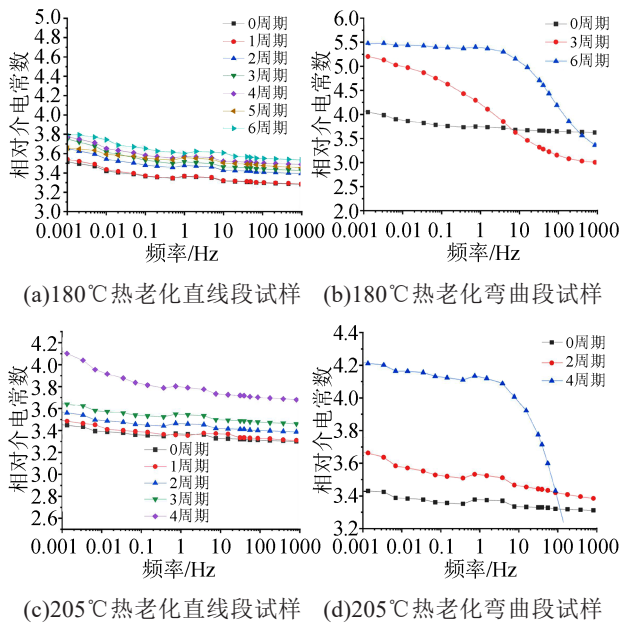 5.0
4.8
4.6
4.4
4.2
4.0
3.8
3.6
3.4
3.2
3.0
相对介电常数
0周期
1周期
2周期
3周期
4周期
5周期
6周期
0.001 0.01 0.1 1 10 100 1000
频率/Hz
(a)180℃热老化直线段试样
6.0
5.5
5.0
4.5
4.0
3.5
3.0
2.5
2.0
相对介电常数
0周期
3周期
6周期
0.001 0.01 0.1 1 10 100 1000
频率/Hz
(b)180℃热老化弯曲段试样
4.2
4.0
3.8
3.6
3.4
3.2
3.0
2.8
2.6
相对介电常数
0周期
1周期
2周期
3周期
4周期
0.001 0.01 0.1 1 10 100 1000
频率/Hz
(c)205℃热老化直线段试样
4.4
4.2
4.0
3.8
3.6
3.4
3.2
相对介电常数
0周期
2周期
4周期
0.001 0.01 0.1 1 10 100 1000
频率/Hz
(d)205℃热老化弯曲段试样